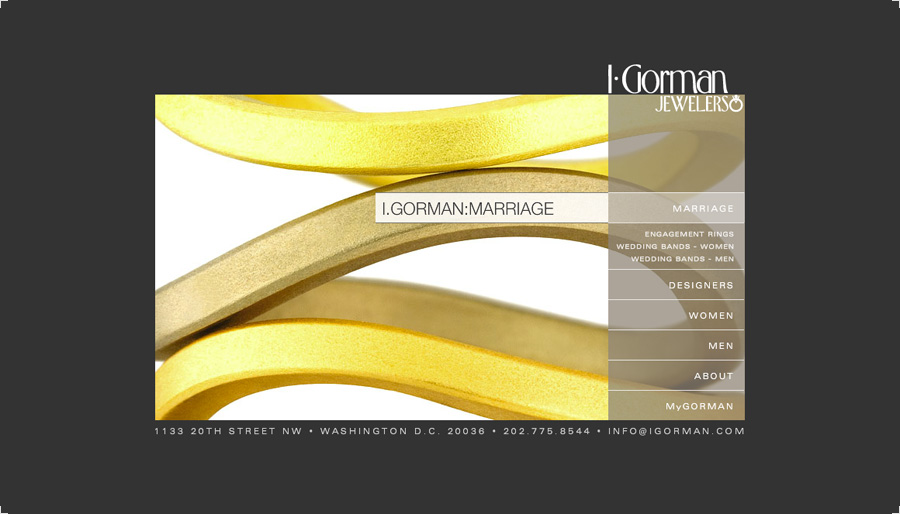 I·Gorman
JEWELERS
I.GORMAN:MARRIAGE
MARRIAGE
ENGAGEMENT RINGS
WEDDING BANDS - WOMEN
WEDDING BANDS - MEN
DESIGNERS
WOMEN
MEN
ABOUT
MyGORMAN
1133 20TH STREET NW • WASHINGTON D.C. 20036 • 202.775.8544 • INFO@IGORMAN.COM